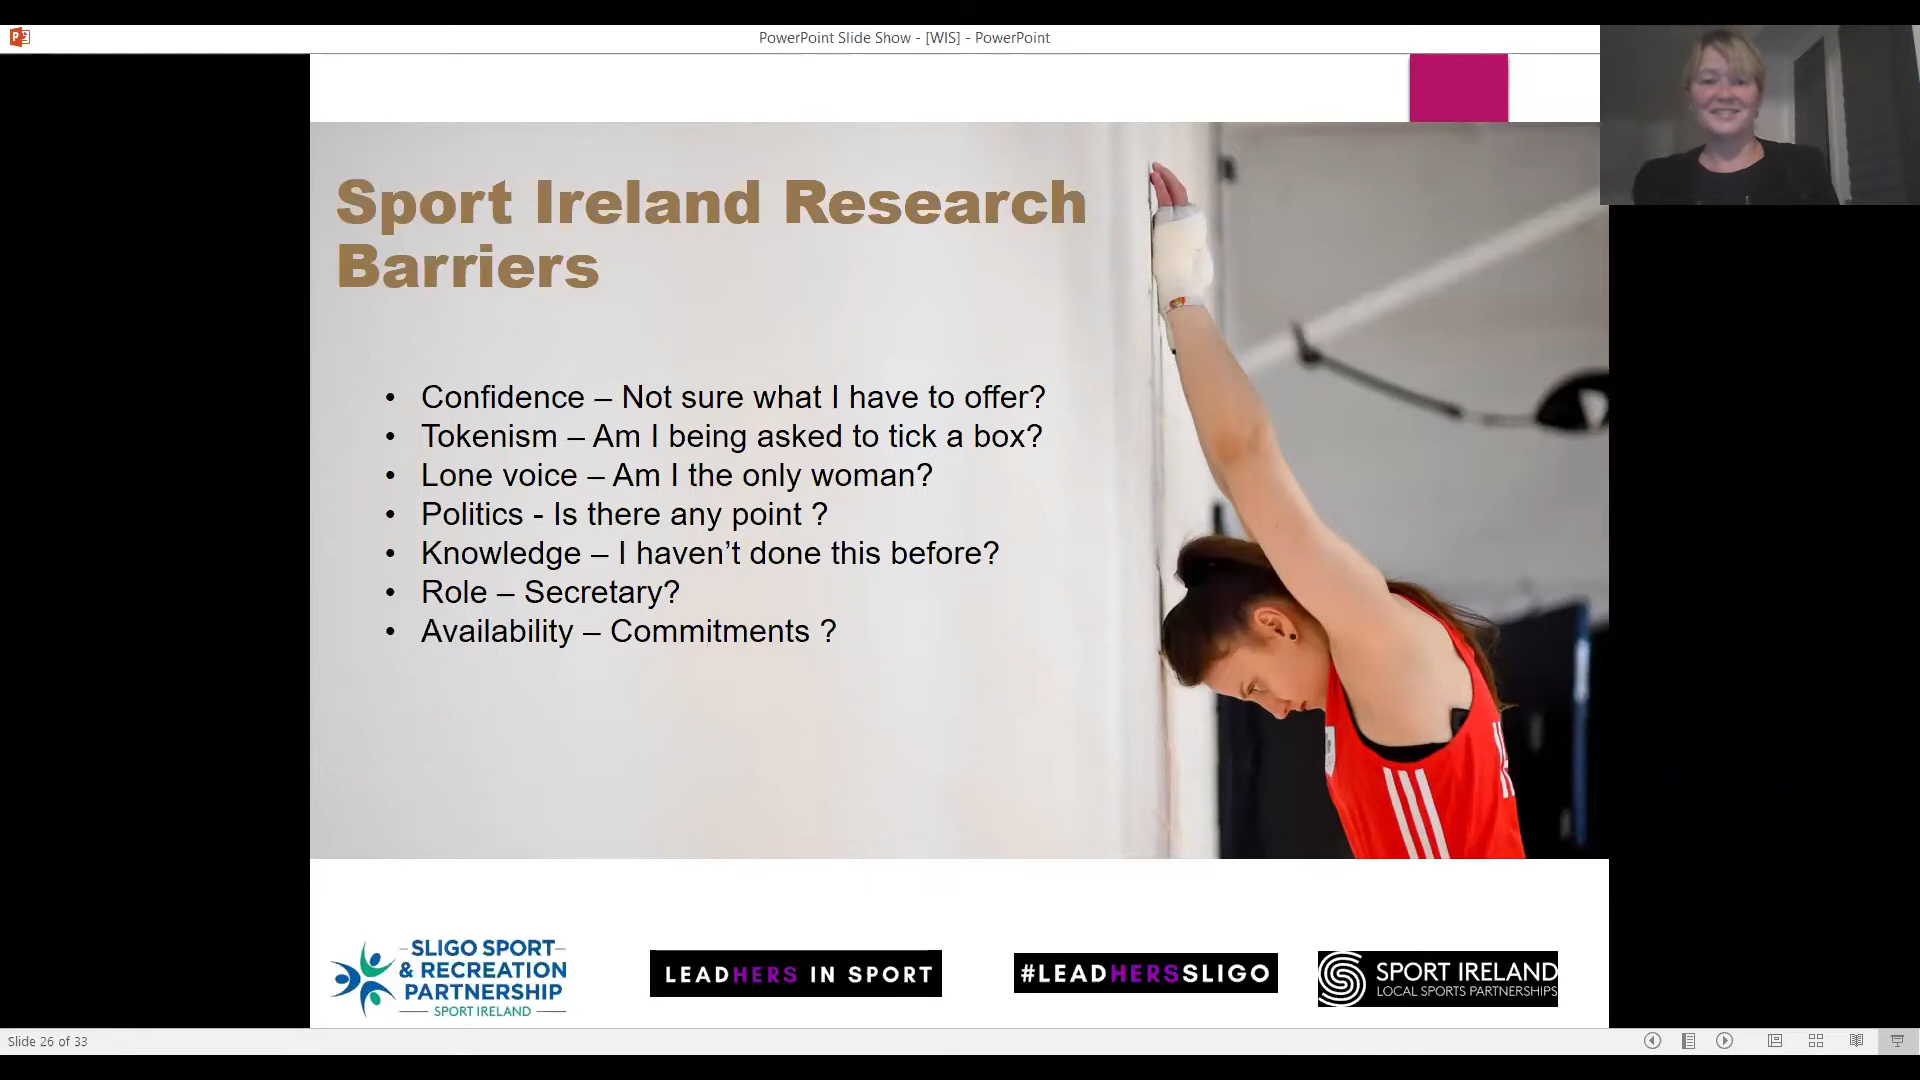 PowerPoint Slide Show - [WIS] - PowerPoint
Sport Ireland Research
Barriers
• Confidence – Not sure what I have to offer?
• Tokenism – Am I being asked to tick a box?
• Lone voice – Am I the only woman?
• Politics - Is there any point ?
• Knowledge – I haven’t done this before?
• Role – Secretary?
• Availability – Commitments ?
SLIGO SPORT
& RECREATION
PARTNERSHIP
SPORT IRELAND
LEADHERS IN SPORT
#LEADHERSSLIGO
SPORT IRELAND
LOCAL SPORTS PARTNERSHIPS
Slide 26 of 33